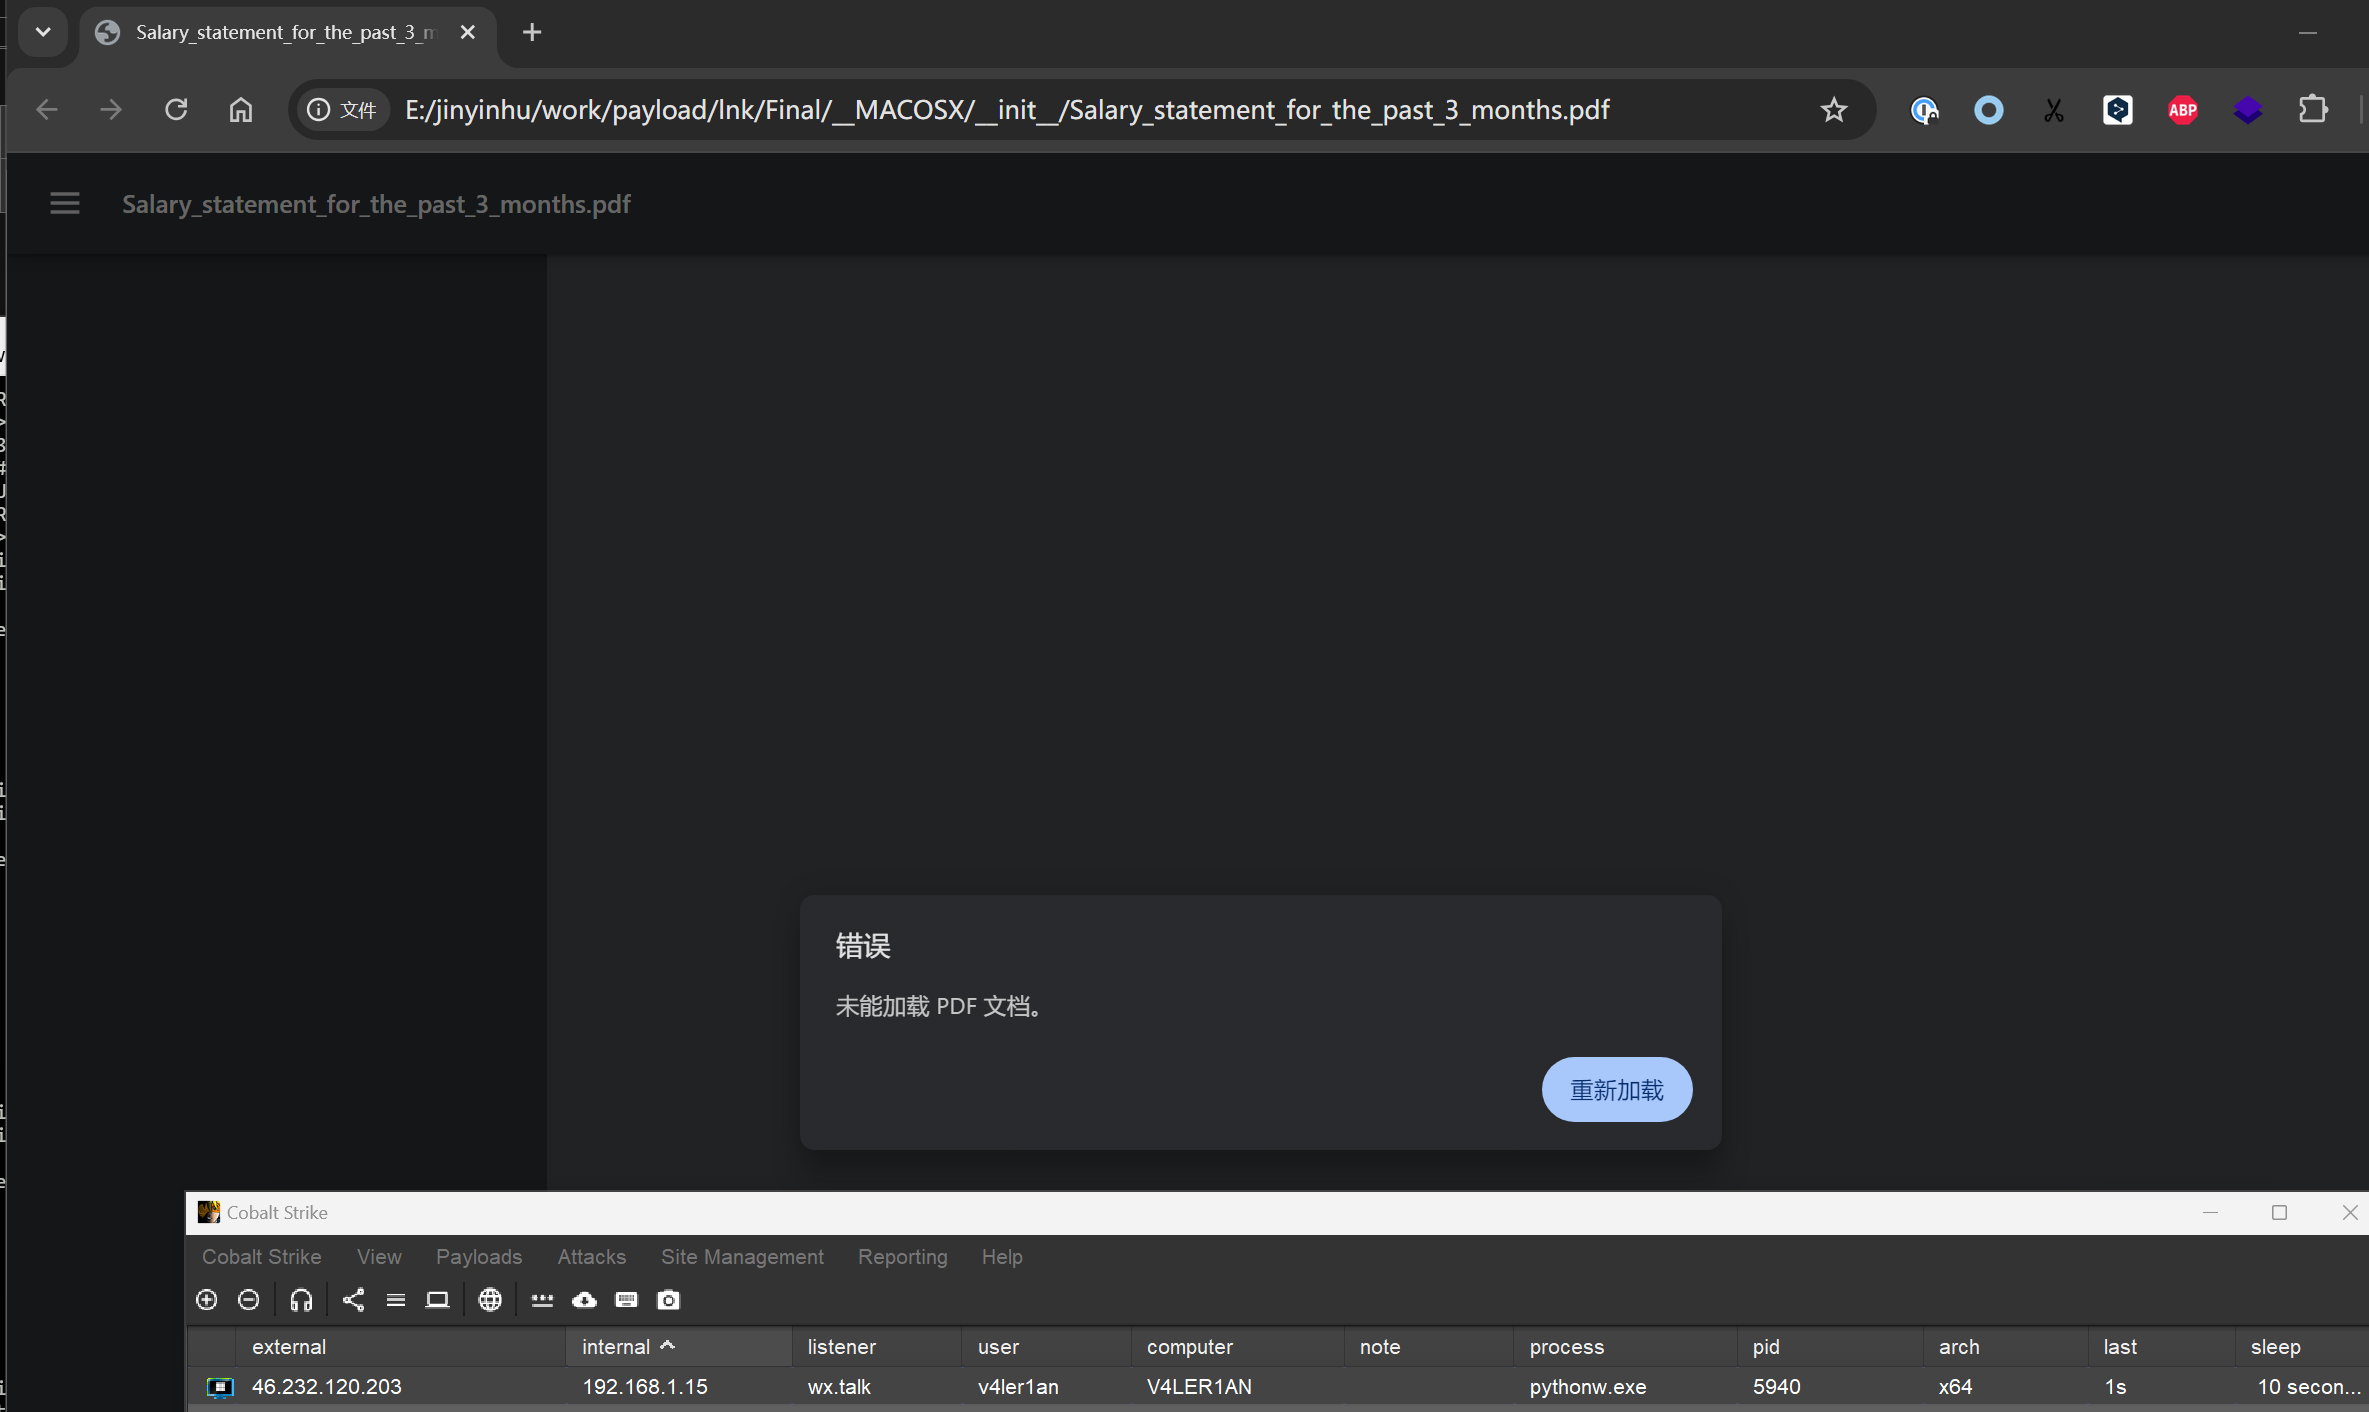 Salary_statement_for_the_past_3_m
文件 E:/jinyinhu/work/payload/lnk/Final/__MACOSX/__init__/Salary_statement_for_the_past_3_months.pdf
ABP
Salary_statement_for_the_past_3_months.pdf
错误
未能加载 PDF 文档。
重新加载
Cobalt Strike
Cobalt Strike View Payloads Attacks Site Management Reporting Help
external internal listener user computer note process pid arch last sleep
46.232.120.203 192.168.1.15 wx.talk v4ler1an V4LER1AN pythonw.exe 5940 x64 1s 10 secon...